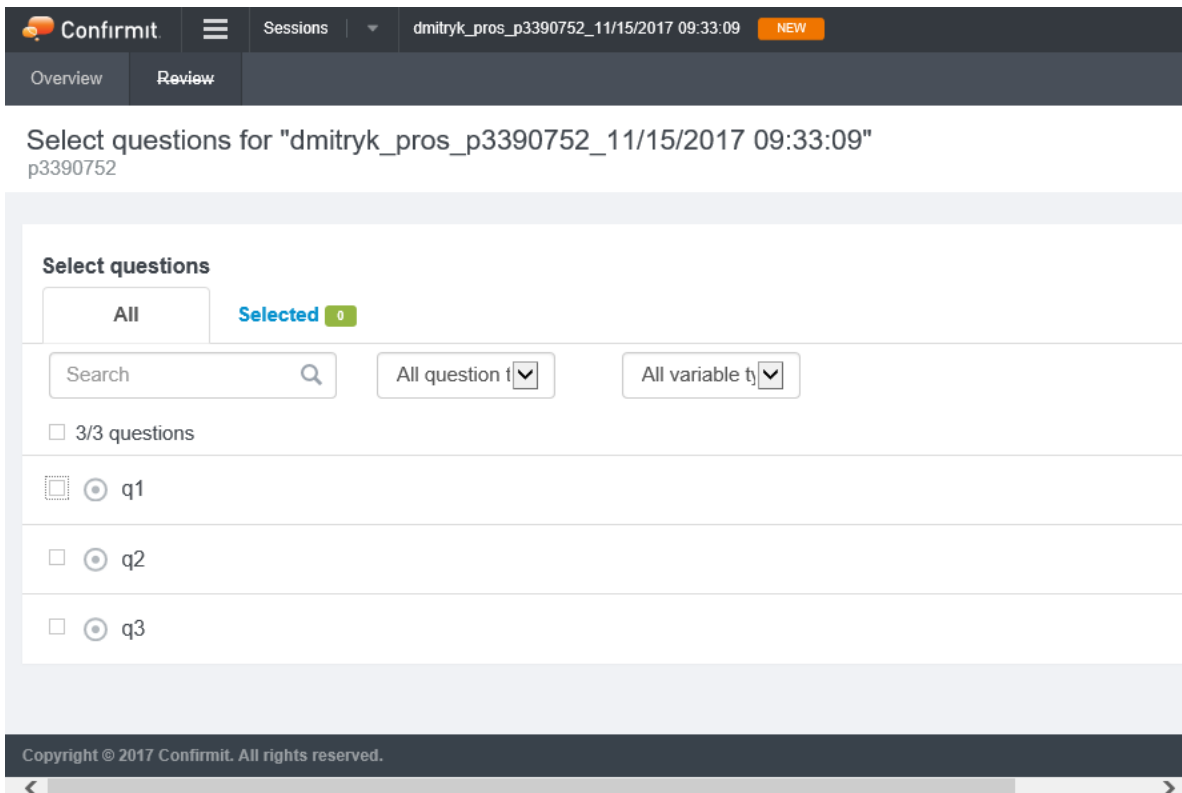 Confirmit. Sessions dmitryk_pros_p3390752_11/15/2017 09:33:09 NEW
Overview Review
Select questions for "dmitryk_pros_p3390752_11/15/2017 09:33:09"
p3390752
Select questions
All Selected 0
Search All question t All variable ty
3/3 questions
q1
q2
q3
Copyright © 2017 Confirmit. All rights reserved.